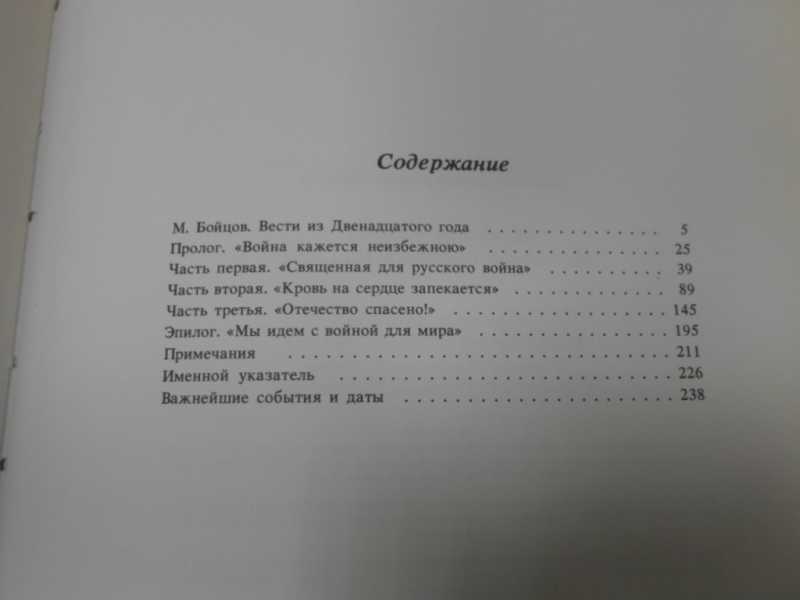 Содержание
М. Бойцов. Вести из Двенадцатого года . . . . . . . . . . . . . . 5
Пролог. «Война кажется неизбежною» . . . . . . . . . . . . . . 25
Часть первая. «Священная для русского война» . . . . . . . . . 39
Часть вторая. «Кровь на сердце запекается» . . . . . . . . . . . . 89
Часть третья. «Отечество спасено!» . . . . . . . . . . . . . . . . . 145
Эпилог. «Мы идем с войной для мира» . . . . . . . . . . . . . . . 195
Примечания . . . . . . . . . . . . . . . . . . . . . . . . . . . . . 211
Именной указатель . . . . . . . . . . . . . . . . . . . . . . . . . 226
Важнейшие события и даты . . . . . . . . . . . . . . . . . . . . 238